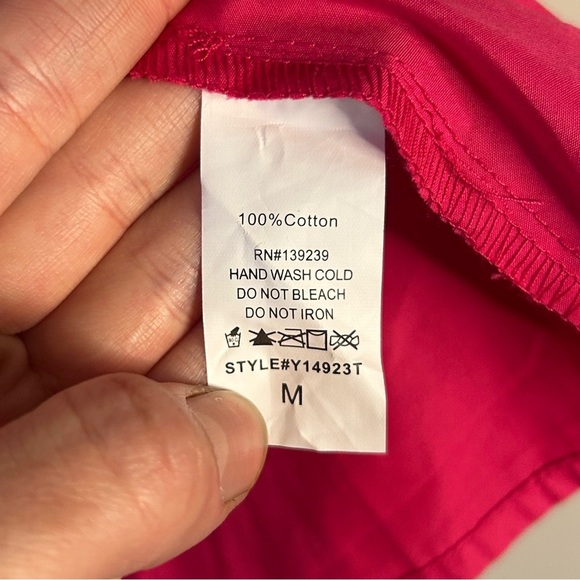 100%Cotton
RN#139239
HAND WASH COLD
DO NOT BLEACH
DO NOT IRON
STYLE#Y14923T
M